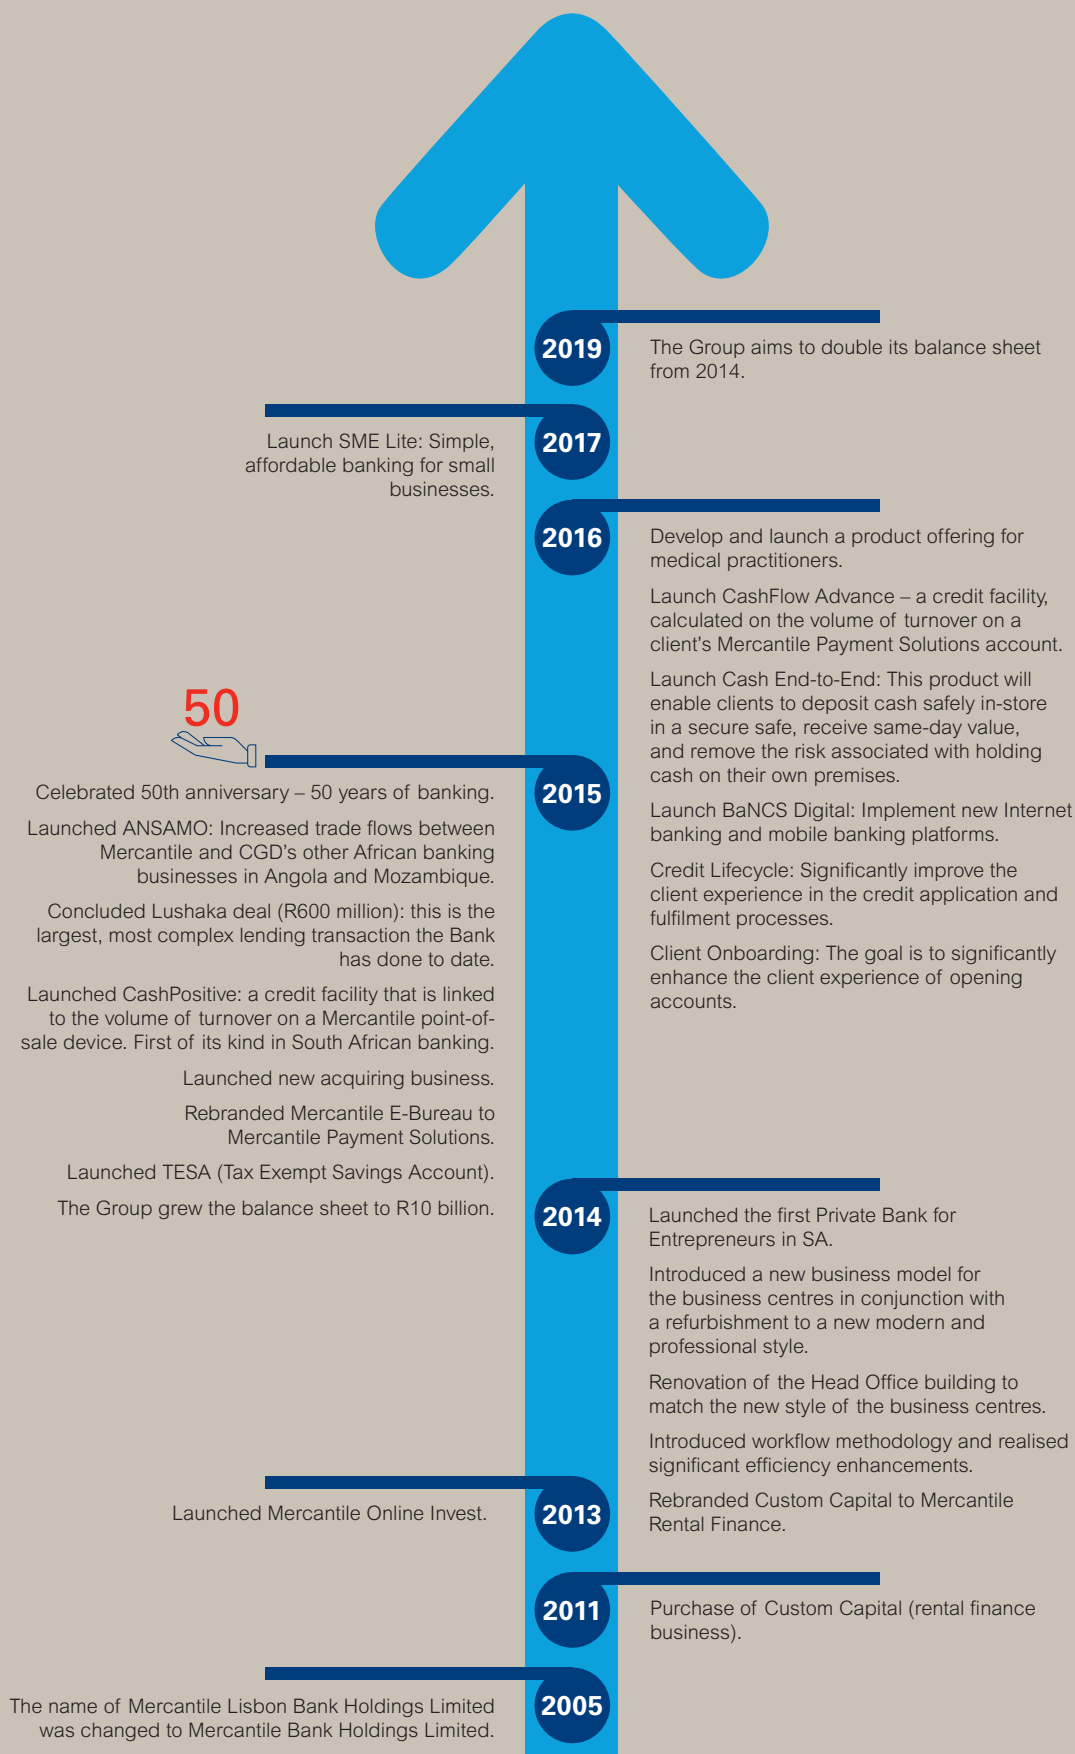 2019
The Group aims to double its balance sheet
from 2014.
2017
Launch SME Lite: Simple,
affordable banking for small
businesses.
2016
Develop and launch a product offering for
medical practitioners.
Launch CashFlow Advance – a credit facility,
calculated on the volume of turnover on a
client's Mercantile Payment Solutions account.
Launch Cash End-to-End: This product will
enable clients to deposit cash safely in-store
in a secure safe, receive same-day value,
and remove the risk associated with holding
cash on their own premises.
Launch BaNCS Digital: Implement new Internet
banking and mobile banking platforms.
Credit Lifecycle: Significantly improve the
client experience in the credit application and
fulfilment processes.
Client Onboarding: The goal is to significantly
enhance the client experience of opening
accounts.
50
2015
Celebrated 50th anniversary – 50 years of banking.
Launched ANSAMO: Increased trade flows between
Mercantile and CGD's other African banking
businesses in Angola and Mozambique.
Concluded Lushaka deal (R600 million): this is the
largest, most complex lending transaction the Bank
has done to date.
Launched CashPositive: a credit facility that is linked
to the volume of turnover on a Mercantile point-of-
sale device. First of its kind in South African banking.
Launched new acquiring business.
Rebranded Mercantile E-Bureau to
Mercantile Payment Solutions.
Launched TESA (Tax Exempt Savings Account).
The Group grew the balance sheet to R10 billion.
2014
Launched the first Private Bank for
Entrepreneurs in SA.
Introduced a new business model for
the business centres in conjunction with
a refurbishment to a new modern and
professional style.
Renovation of the Head Office building to
match the new style of the business centres.
Introduced workflow methodology and realised
significant efficiency enhancements.
Rebranded Custom Capital to Mercantile
Rental Finance.
2013
Launched Mercantile Online Invest.
2011
Purchase of Custom Capital (rental finance
business).
2005
The name of Mercantile Lisbon Bank Holdings Limited
was changed to Mercantile Bank Holdings Limited.